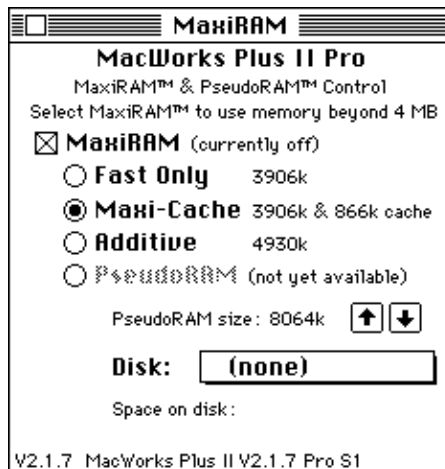 MaxiRAM
MacWorks Plus II Pro
MaxiRAM™ & PseudoRAM™ Control
Select MaxiRAM™ to use memory beyond 4 MB
MaxiRAM (currently off)
Fast Only 3906k
Maxi-Cache 3906k & 866k cache
Additive 4930k
PseudoRAM (not yet available)
PseudoRAM size: 8064k
Disk: (none)
Space on disk:
V2.1.7 MacWorks Plus II V2.1.7 Pro S1